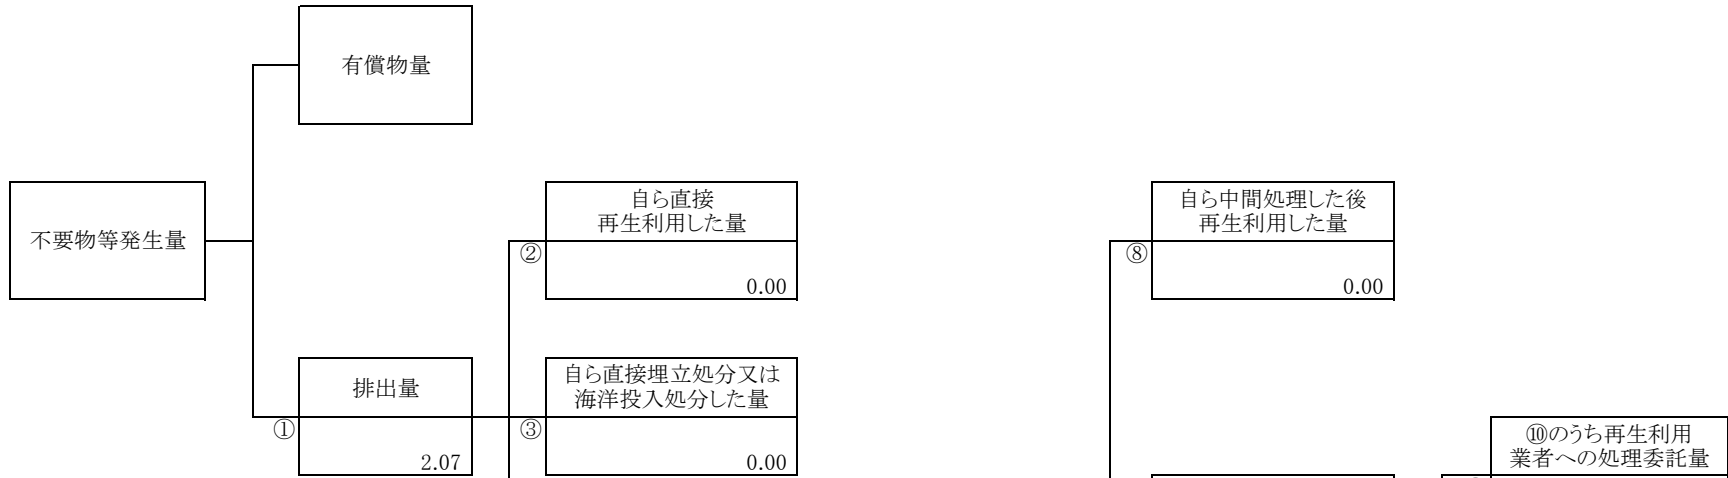 有償物量
不要物等発生量
自ら直接
再生利用した量
②
0.00
自ら中間処理した後
再生利用した量
⑧
0.00
排出量
①
2.07
自ら直接埋立処分又は
海洋投入処分した量
③
0.00
⑩のうち再生利用
業者への処理委託量